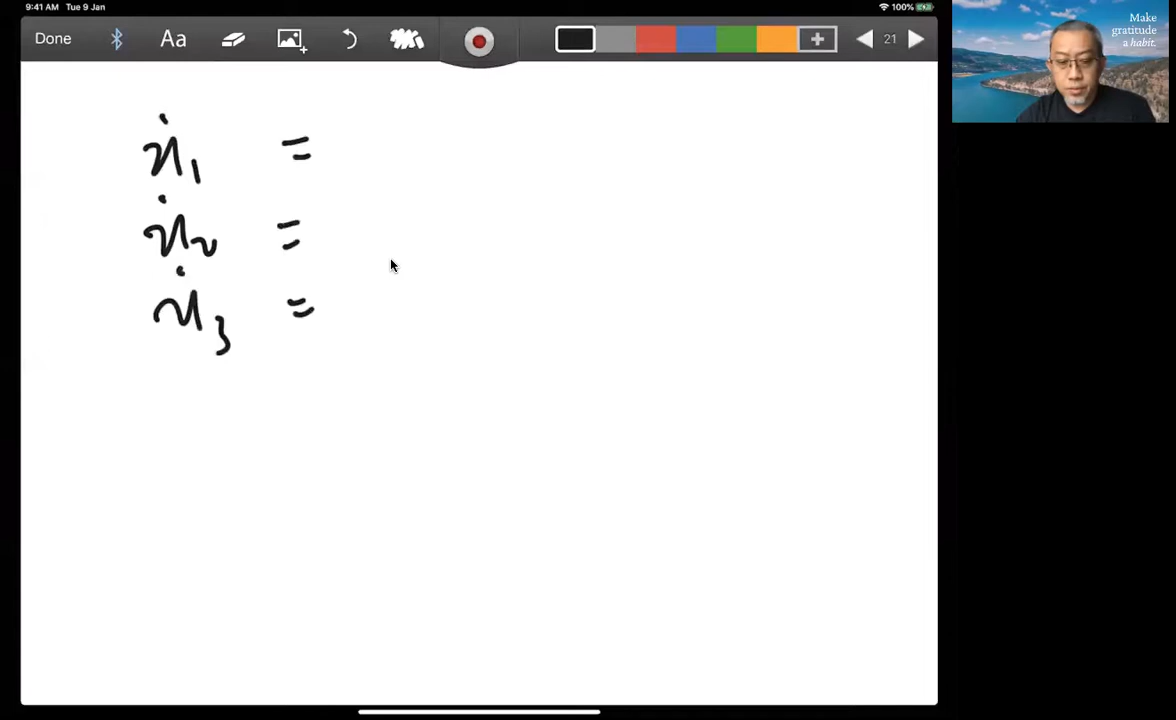 9:41 AM Tue 9 Jan
100%
Done
Aa
21
ẋ₁ =
ẋ₂ =
ẋ₃ =
Make
gratitude
a habit.